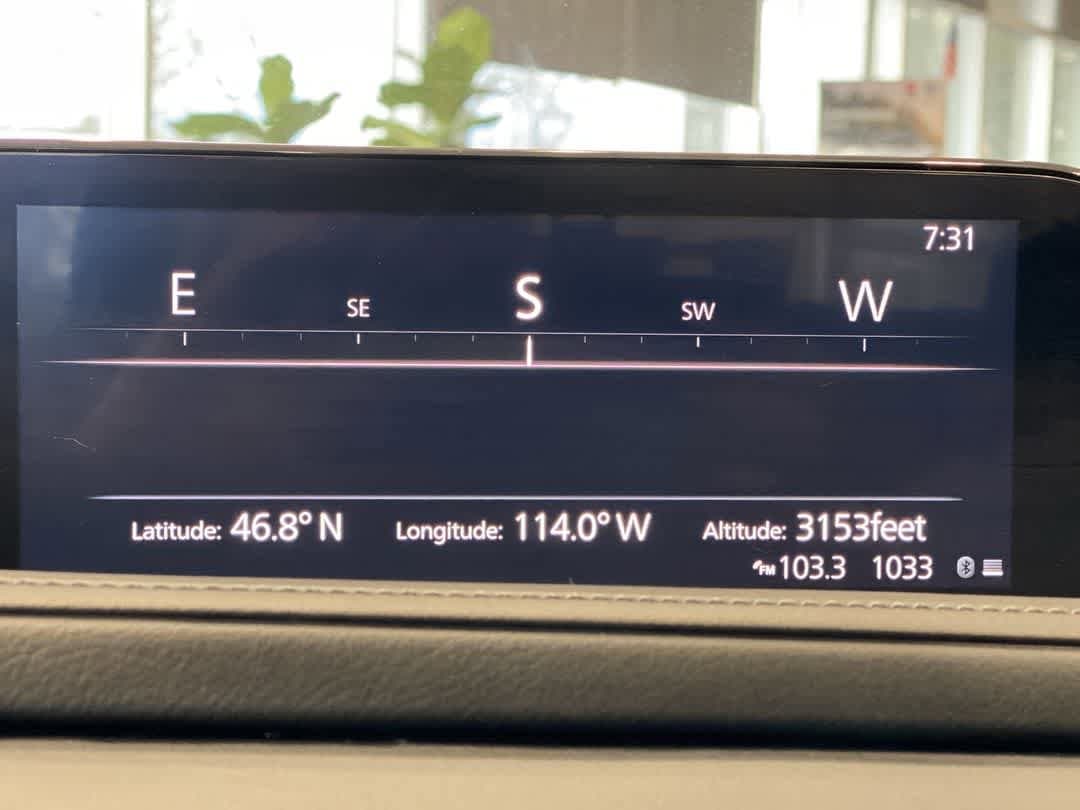 7:31
E SE S SW W
Latitude: 46.8° N Longitude: 114.0° W Altitude: 3153feet
FM 103.3 1033